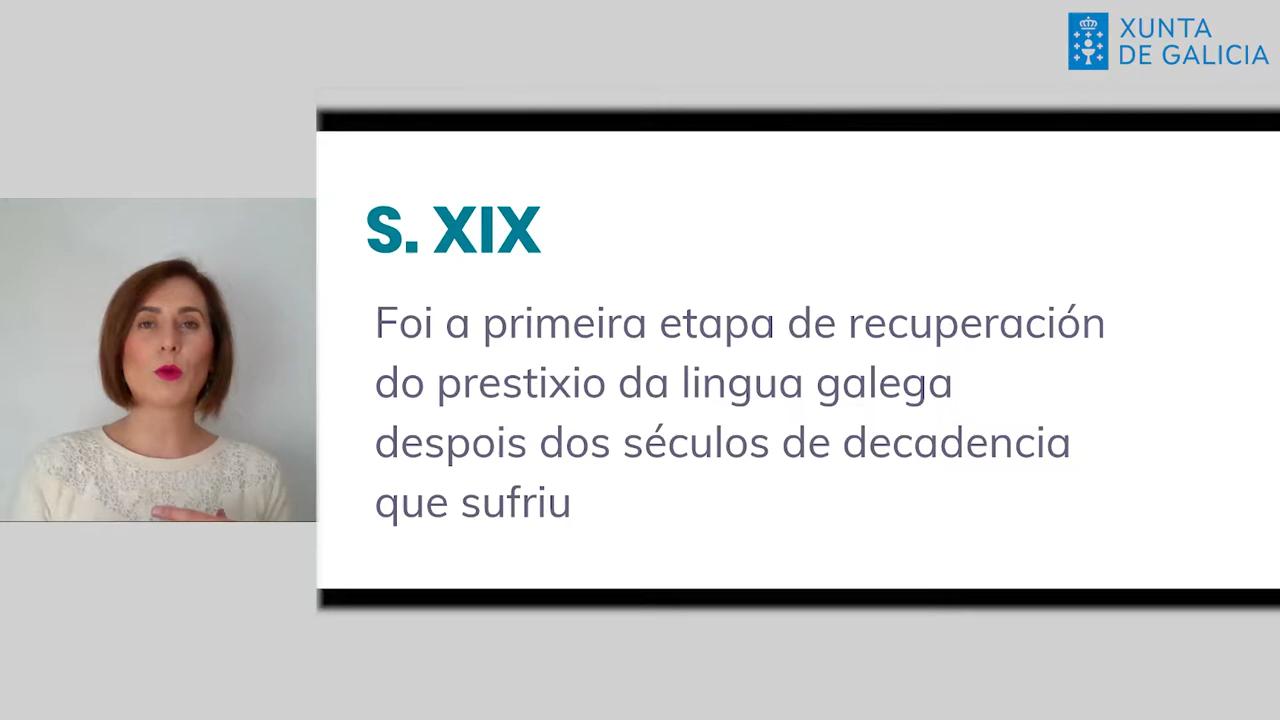 XUNTA
DE GALICIA
S. XIX
Foi a primeira etapa de recuperación
do prestixio da lingua galega
despois dos séculos de decadencia
que sufriu